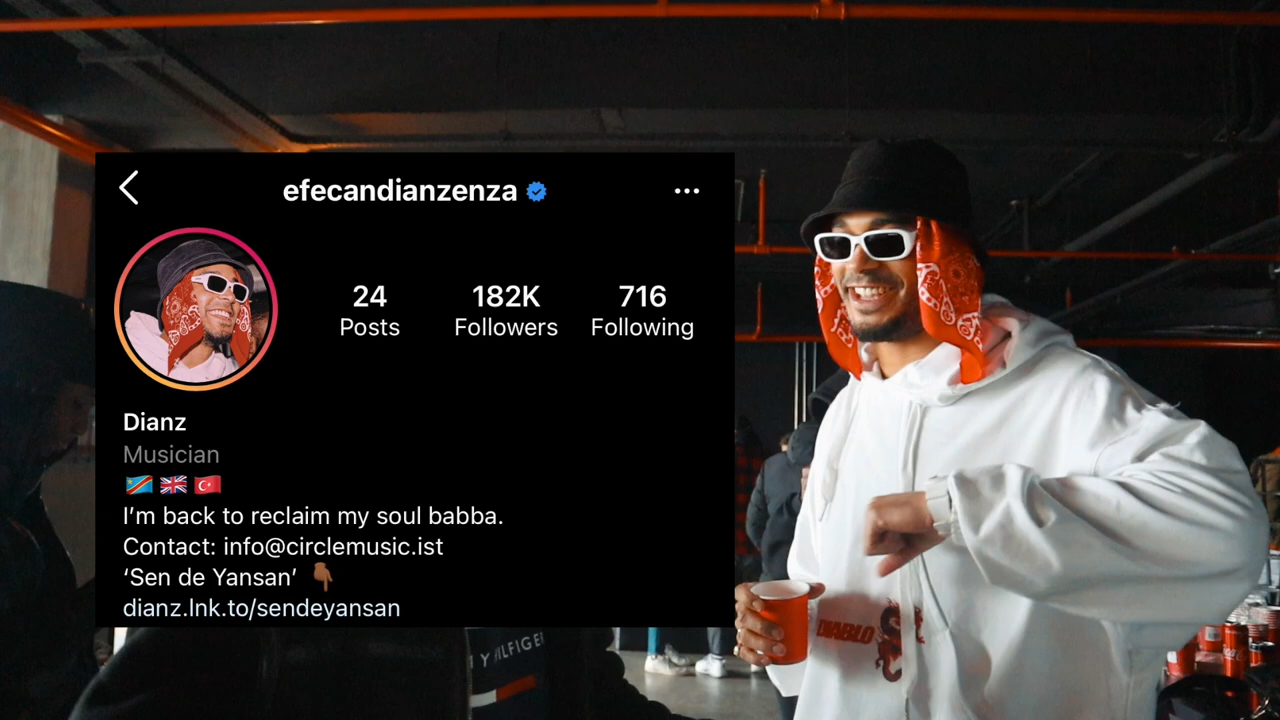 efecandianzenza
24 182K 716
Posts Followers Following
Dianz
Musician
🇨🇩 🇬🇧 🇹🇷
I’m back to reclaim my soul babba.
Contact: info@circlemusic.ist
‘Sen de Yansan’ 👇🏾
dianz.lnk.to/sendeyansan
Y HILFIGER
DIABLO